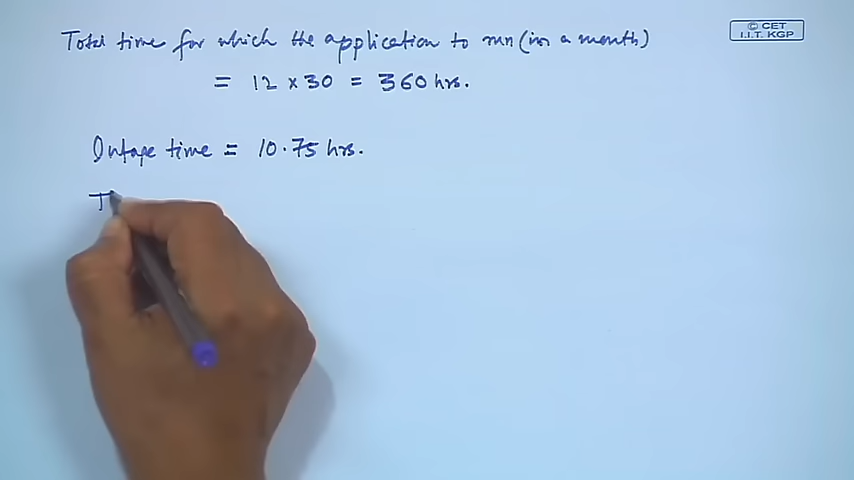 © CET
I.I.T. KGP
Total time for which the application to run (in a month)
= 12 × 30 = 360 hrs.
Outage time = 10.75 hrs.
T